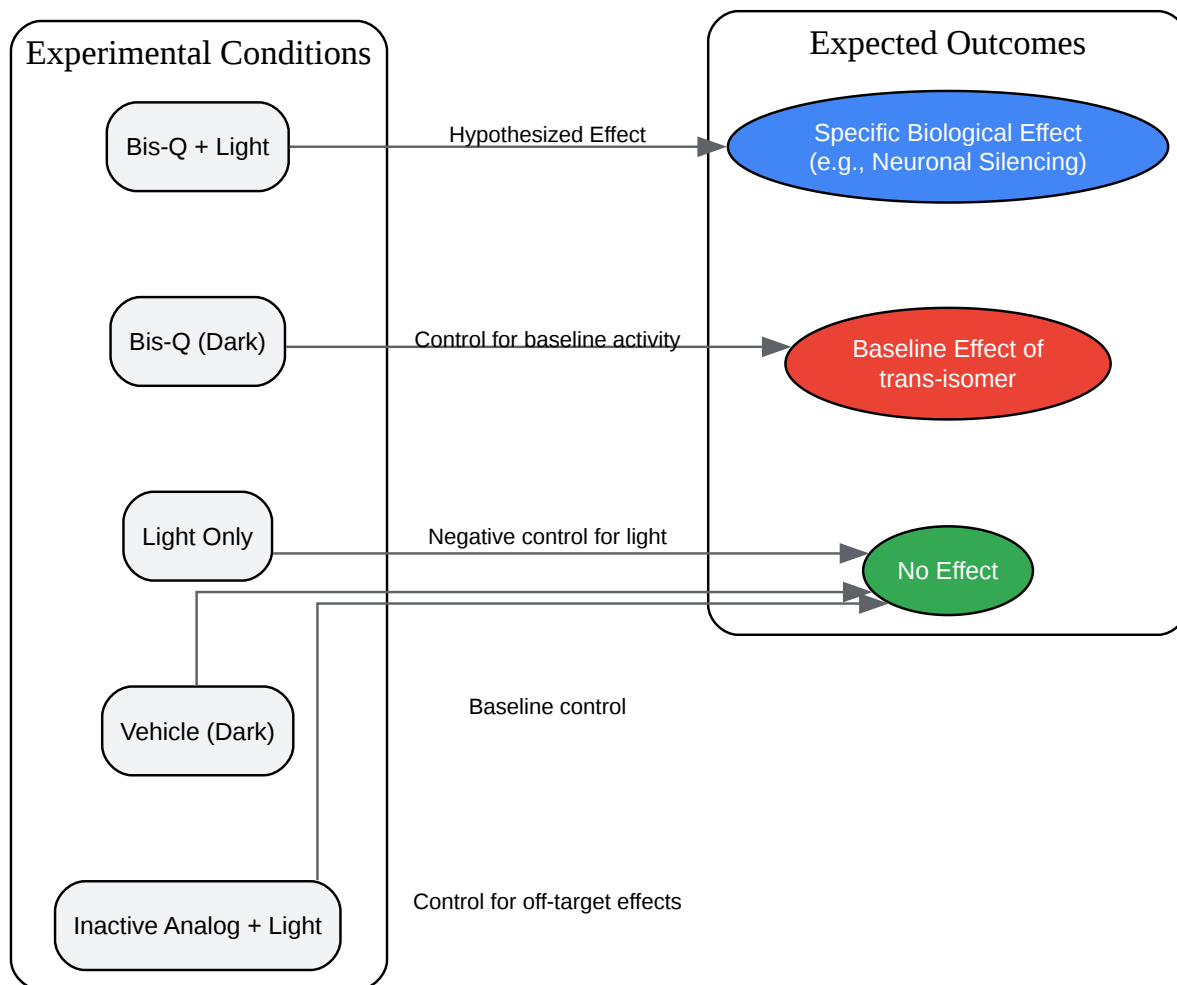 Experimental Conditions
Expected Outcomes
Bis-Q + Light
Hypothesized Effect
Specific Biological Effect
(e.g., Neuronal Silencing)
Bis-Q (Dark)
Control for baseline activity
Baseline Effect of
trans-isomer
Light Only
Negative control for light
No Effect
Vehicle (Dark)
Baseline control
Inactive Analog + Light
Control for off-target effects